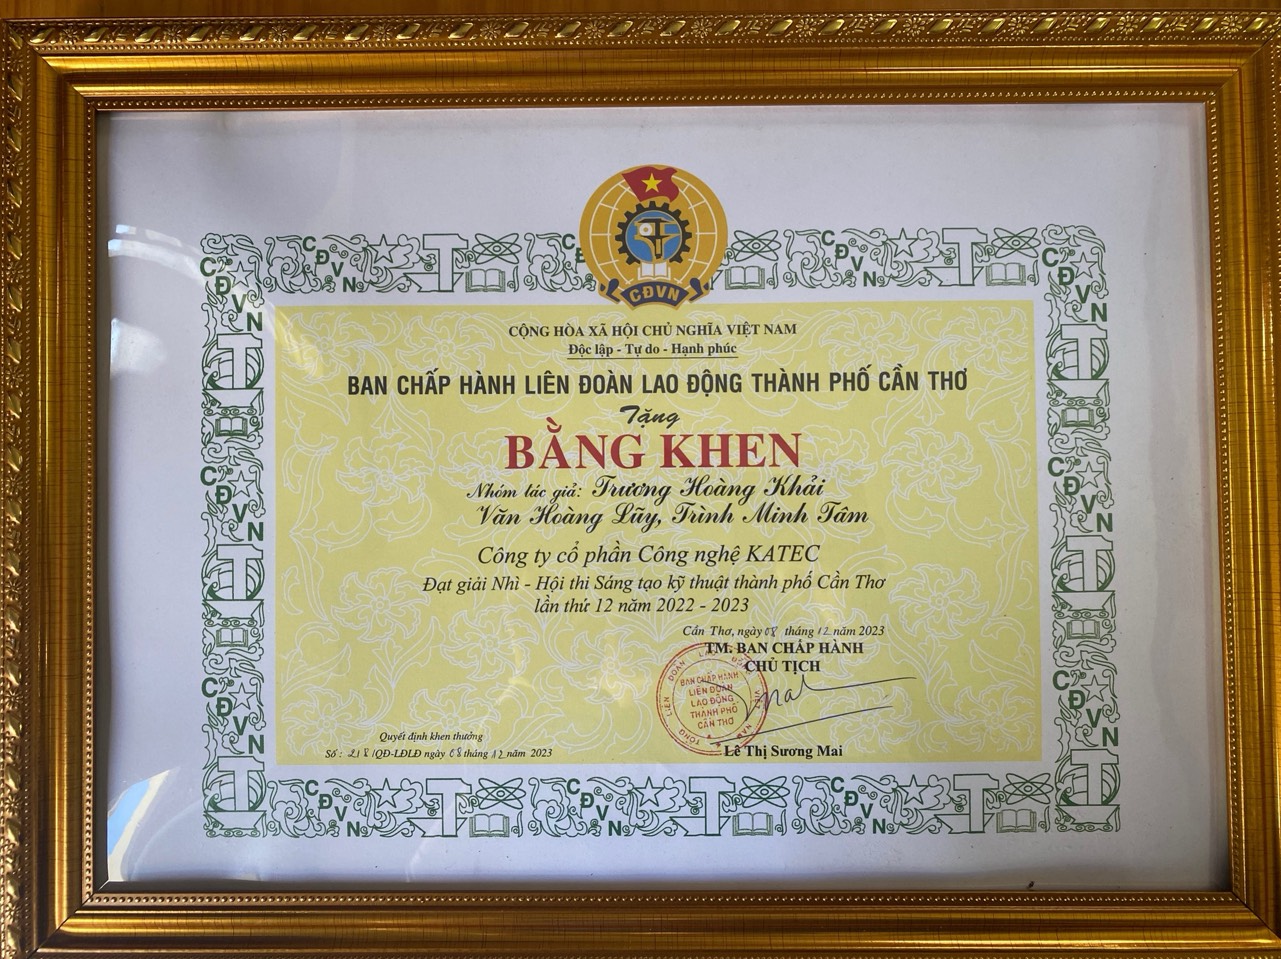 CĐVN
CỘNG HÒA XÃ HỘI CHỦ NGHĨA VIỆT NAM
Độc lập - Tự do - Hạnh phúc
BAN CHẤP HÀNH LIÊN ĐOÀN LAO ĐỘNG THÀNH PHỐ CẦN THƠ
Tặng
BẰNG KHEN
Nhóm tác giả: Trương Hoàng Khải
Văn Hoàng Lũy, Trình Minh Tâm
Công ty cổ phần Công nghệ KATEC
Đạt giải Nhì - Hội thi Sáng tạo kỹ thuật thành phố Cần Thơ
lần thứ 12 năm 2022 - 2023
Cần Thơ, ngày 08 tháng 12 năm 2023
TM. BAN CHẤP HÀNH
CHỦ TỊCH
BAN CHẤP HÀNH
LIÊN ĐOÀN
LAO ĐỘNG
THÀNH PHỐ
CẦN THƠ
Lê Thị Sương Mai
Quyết định khen thưởng
Số: 218/QĐ-LĐLĐ ngày 08 tháng 12 năm 2023